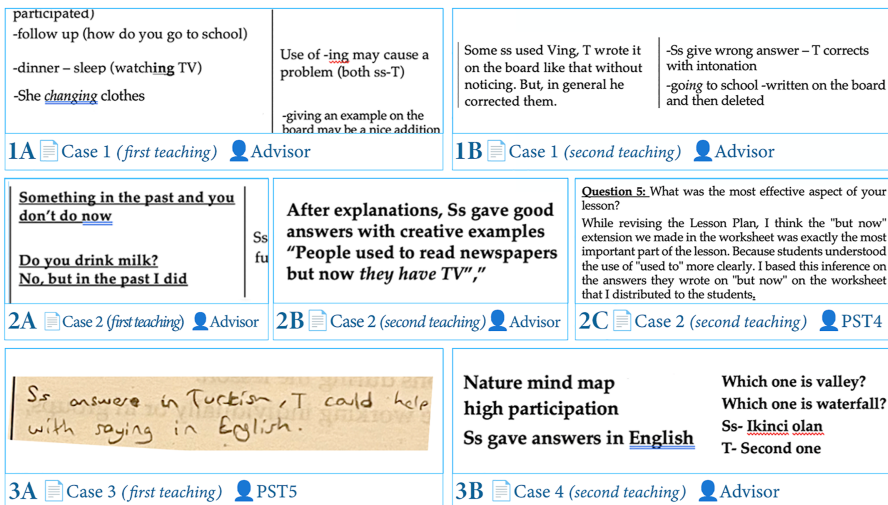 participated)
-follow up (how do you go to school)
-dinner – sleep (watching TV)
-She changing clothes
Use of -ing may cause a
problem (both ss-T)
-giving an example on the
board may be a nice addition
1A Case 1 (first teaching) Advisor
Some ss used Ving, T wrote it
on the board like that without
noticing. But, in general he
corrected them.
-Ss give wrong answer – T corrects
with intonation
-going to school -written on the board
and then deleted
1B Case 1 (second teaching) Advisor
Something in the past and you
don't do now
Do you drink milk?
No, but in the past I did
Ss
fu
2A Case 2 (first teaching) Advisor
After explanations, Ss gave good
answers with creative examples
“People used to read newspapers
but now they have TV”,”
2B Case 2 (second teaching) Advisor
Question 5: What was the most effective aspect of your
lesson?
While revising the Lesson Plan, I think the "but now"
extension we made in the worksheet was exactly the most
important part of the lesson. Because students understood
the use of "used to" more clearly. I based this inference on
the answers they wrote on "but now" on the worksheet
that I distributed to the students.
2C Case 2 (second teaching) PST4
Ss answers in Turkish, T could help
with saying in English.
3A Case 3 (first teaching) PST5
Nature mind map
high participation
Ss gave answers in English
Which one is valley?
Which one is waterfall?
Ss- Ikinci olan
T- Second one
3B Case 4 (second teaching) Advisor